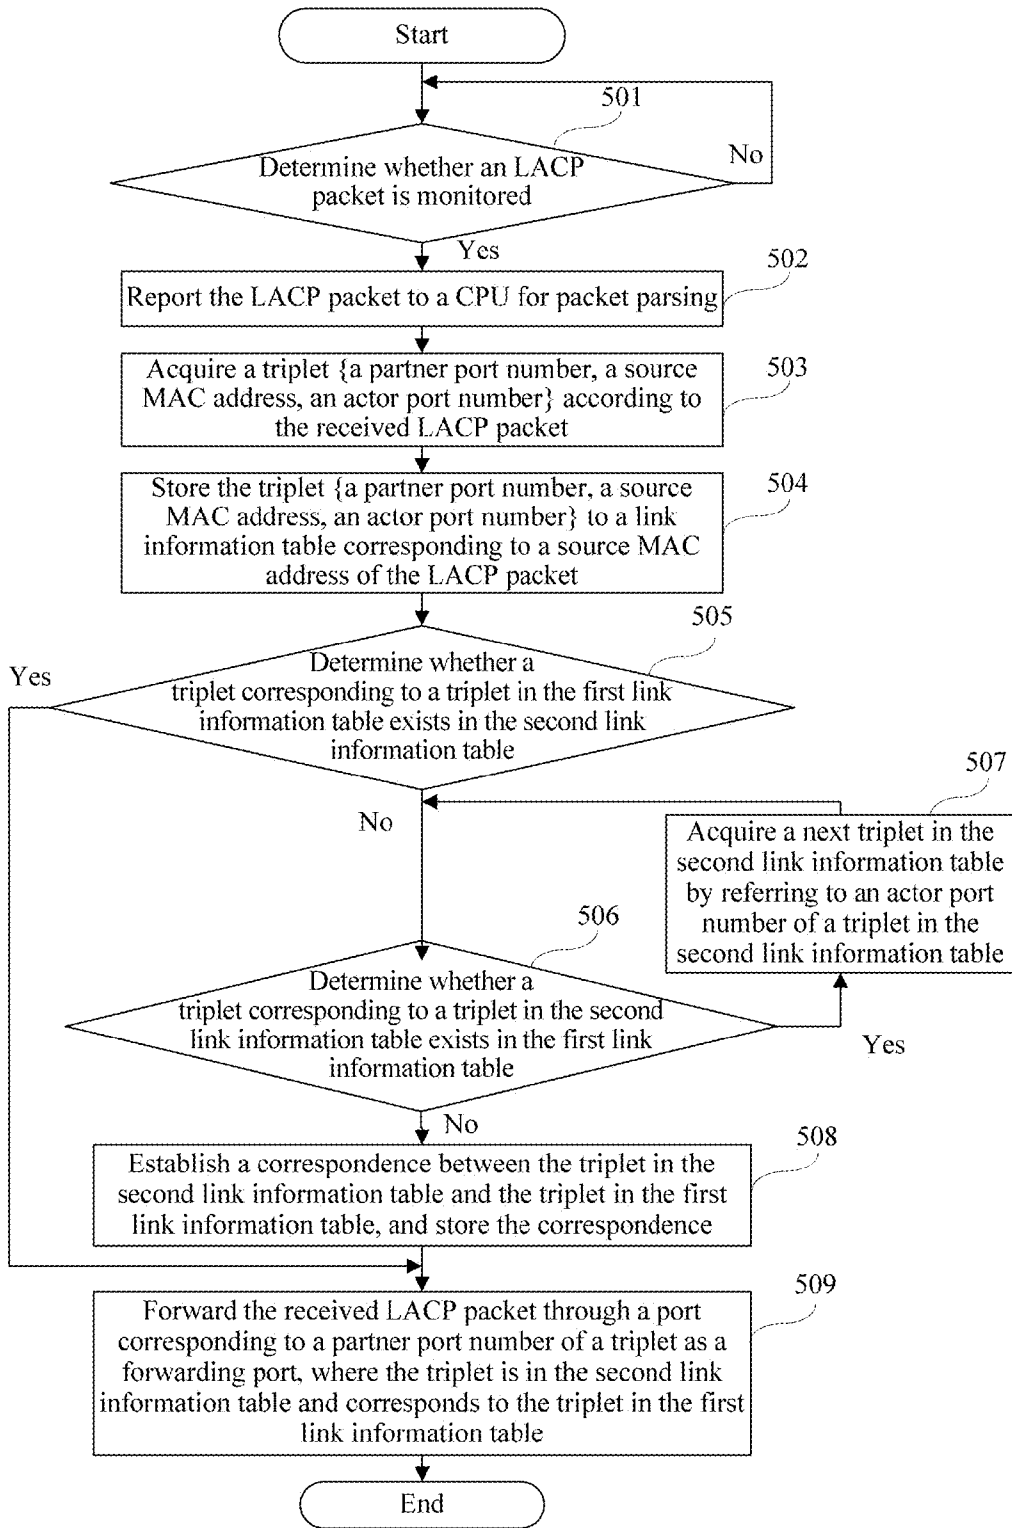 Start
501
Determine whether an LACP
packet is monitored
No
Yes
502
Report the LACP packet to a CPU for packet parsing
503
Acquire a triplet {a partner port number, a source
MAC address, an actor port number} according to
the received LACP packet
504
Store the triplet {a partner port number, a source
MAC address, an actor port number} to a link
information table corresponding to a source MAC
address of the LACP packet
505
Yes
Determine whether a
triplet corresponding to a triplet in the first link
information table exists in the second link
information table
No
507
Acquire a next triplet in the
second link information table
by referring to an actor port
number of a triplet in the
second link information table
506
Determine whether a
triplet corresponding to a triplet in the second
link information table exists in the first link
information table
Yes
No
508
Establish a correspondence between the triplet in the
second link information table and the triplet in the first
link information table, and store the correspondence
509
Forward the received LACP packet through a port
corresponding to a partner port number of a triplet as a
forwarding port, where the triplet is in the second link
information table and corresponds to the triplet in the first
link information table
End